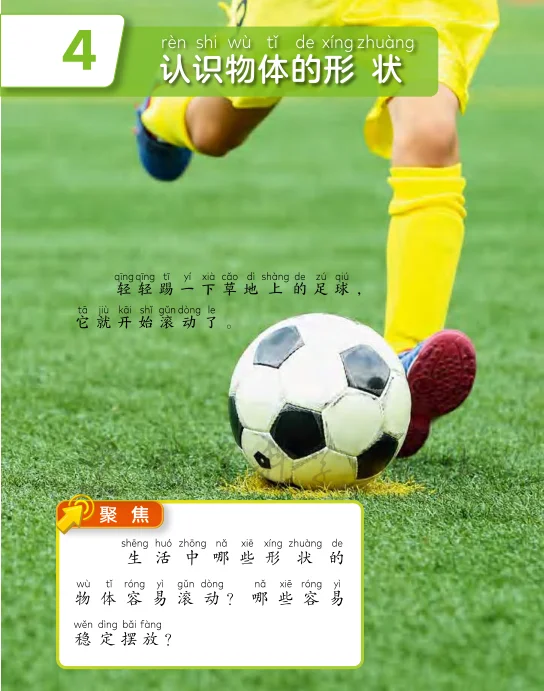 4
rèn shi wù tǐ de xíng zhuàng
认识物体的形状
qīng qīng tī yí xià cǎo dì shàng de zú qiú
轻轻踢一下草地上的足球，
tā jiù kāi shǐ gǔn dòng le
它就开始滚动了。
聚焦
shēng huó zhōng nǎ xiē xíng zhuàng de
生活中哪些形状的
wù tǐ róng yì gǔn dòng nǎ xiē róng yì
物体容易滚动？哪些容易
wěn dìng bǎi fàng
稳定摆放？